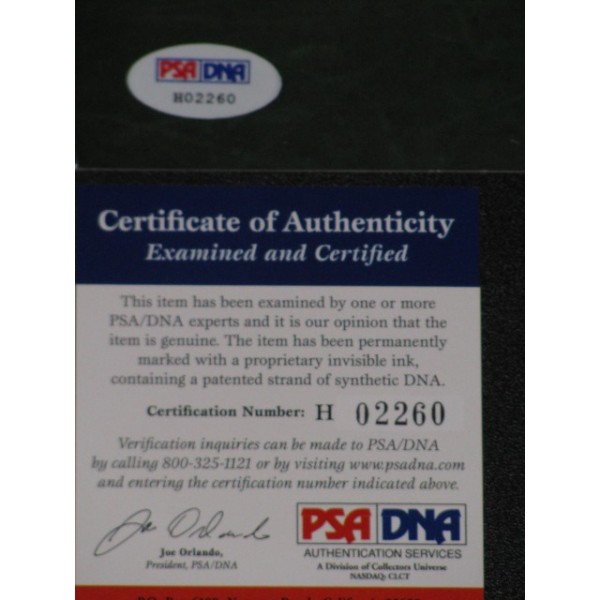 PSA DNA
H02260
Certificate of Authenticity
Examined and Certified
This item has been examined by one or more
PSA/DNA experts and it is our opinion that the
item is genuine. The item has been permanently
marked with a proprietary invisible ink,
containing a patented strand of synthetic DNA.
Certification Number: H 02260
Verification inquiries can be made to PSA/DNA
by calling 800-325-1121 or by visiting www.psadna.com
and entering the certification number indicated above.
Joe Orlando
Joe Orlando,
President, PSA/DNA
PSA DNA
AUTHENTICATION SERVICES
A Division of Collectors Universe
NASDAQ: CLCT